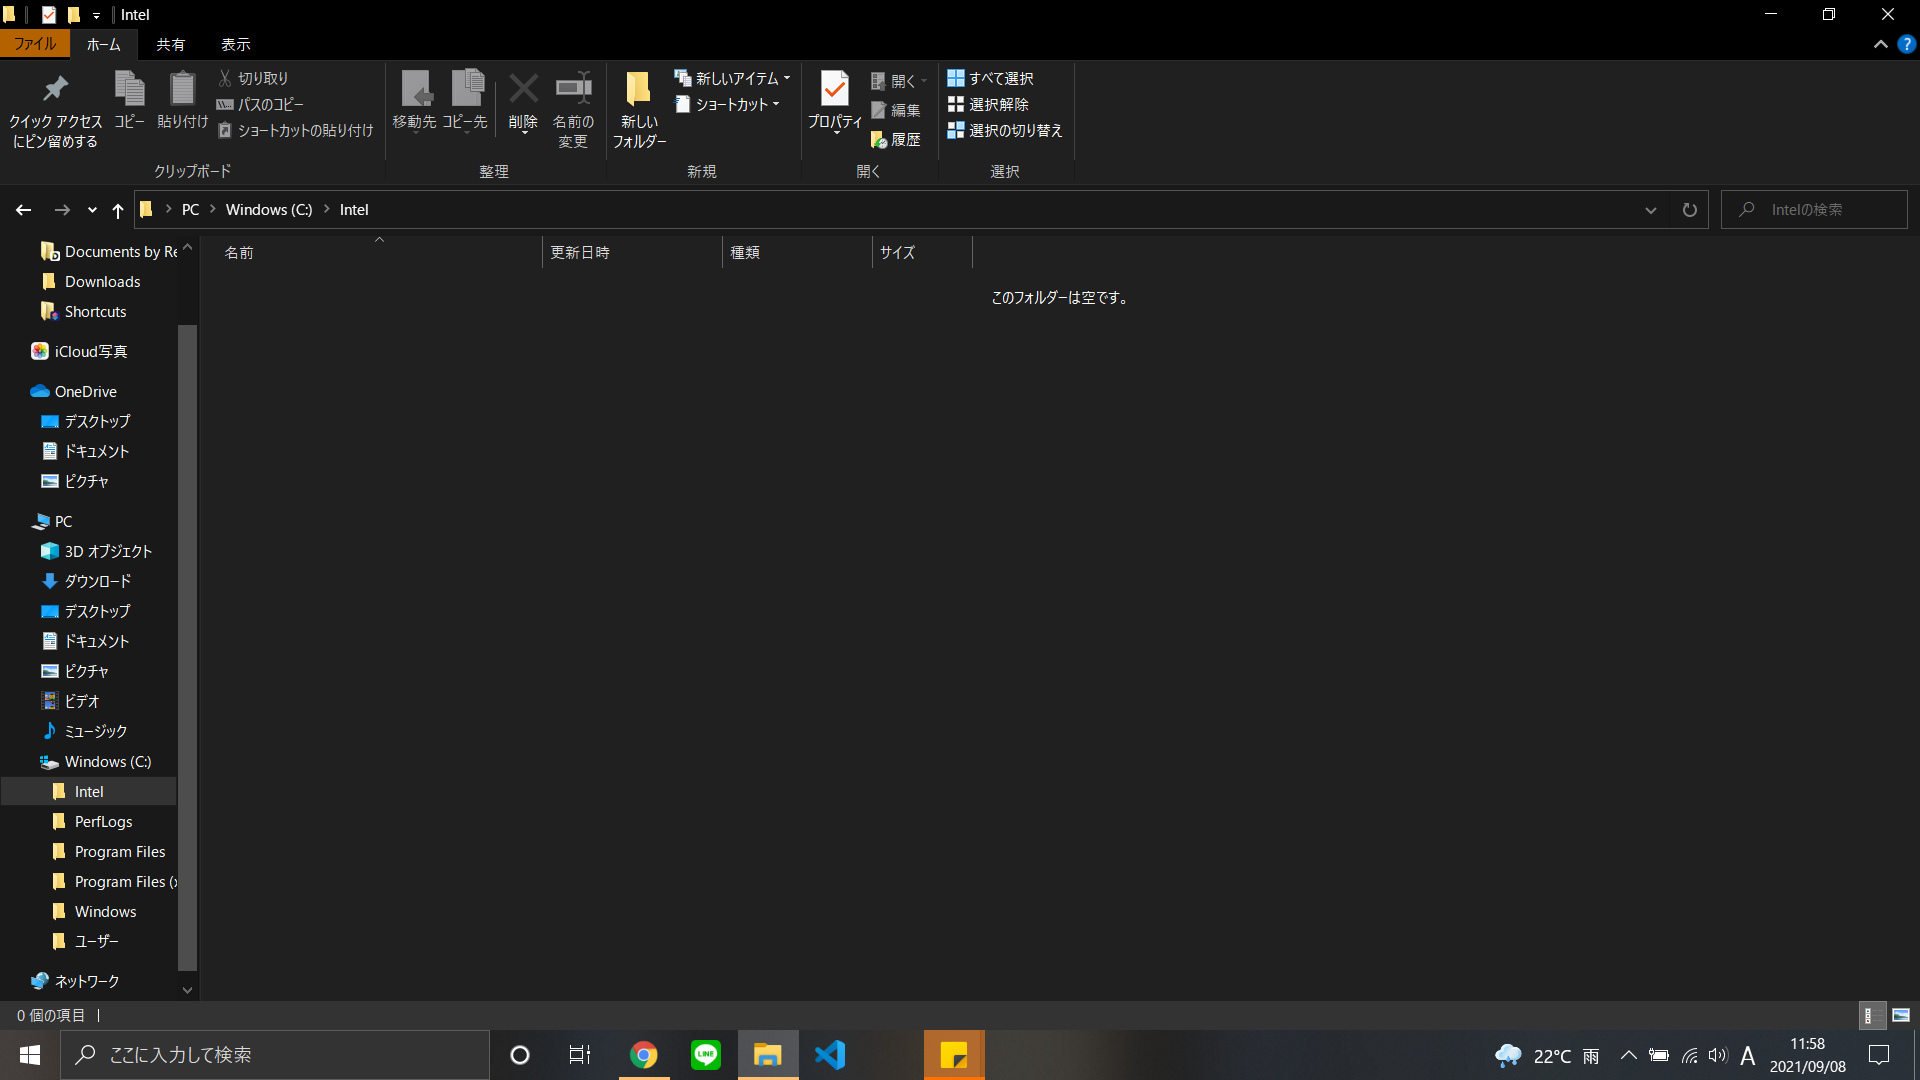 Intel
ファイル ホーム 共有 表示
クイック アクセス
にピン留めする
コピー
貼り付け
切り取り
パスのコピー
ショートカットの貼り付け
クリップボード
移動先
コピー先
削除
名前の
変更
整理
新しい
フォルダー
新しいアイテム
ショートカット
新規
プロパティ
開く
編集
履歴
開く
すべて選択
選択解除
選択の切り替え
選択
PC Windows (C:) Intel
Intelの検索
名前 更新日時 種類 サイズ
このフォルダーは空です。
Documents by Re
Downloads
Shortcuts
iCloud写真
OneDrive
デスクトップ
ドキュメント
ピクチャ
PC
3D オブジェクト
ダウンロード
デスクトップ
ドキュメント
ピクチャ
ビデオ
ミュージック
Windows (C:)
Intel
PerfLogs
Program Files
Program Files (x
Windows
ユーザー
ネットワーク
0 個の項目
ここに入力して検索
LINE
22°C 雨
A
11:58
2021/09/08